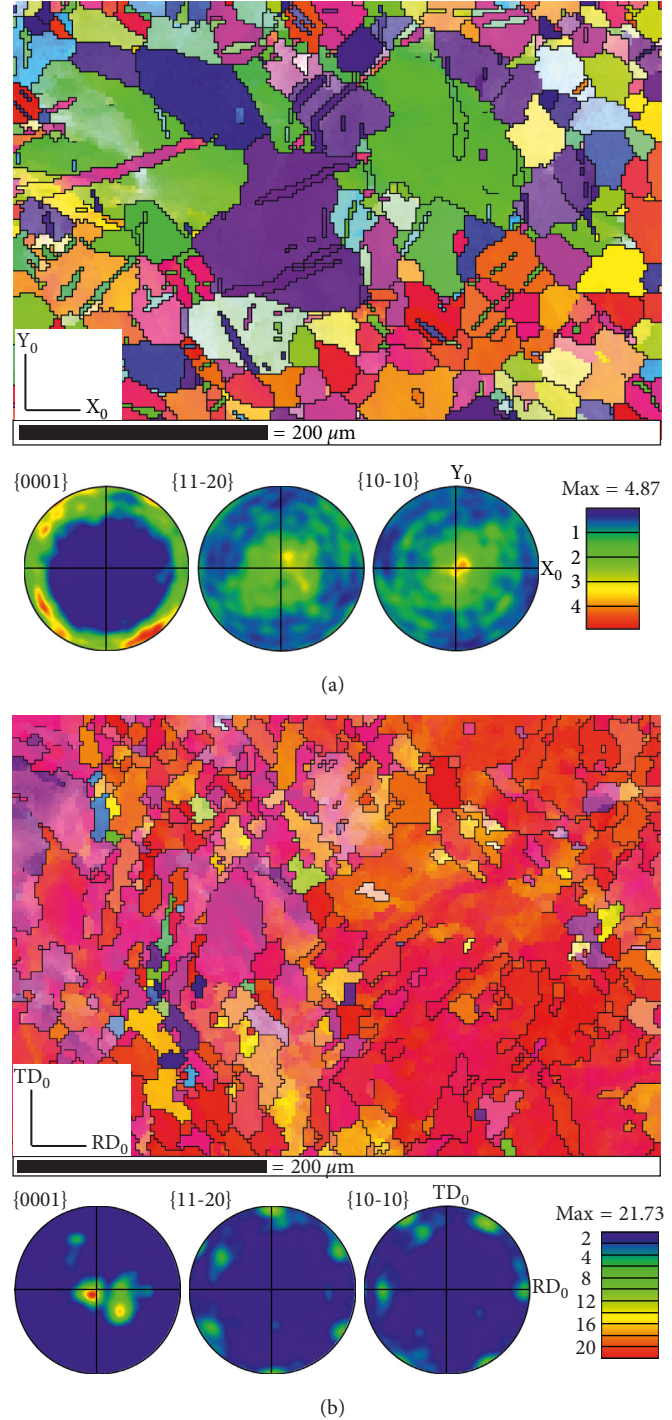 Y₀
X₀
= 200 μm
{0001} {11-20} {10-10} Y₀
X₀
Max = 4.87
1
2
3
4
(a)
TD₀
RD₀
= 200 μm
{0001} {11-20} {10-10} TD₀
RD₀
Max = 21.73
2
4
8
12
16
20
(b)